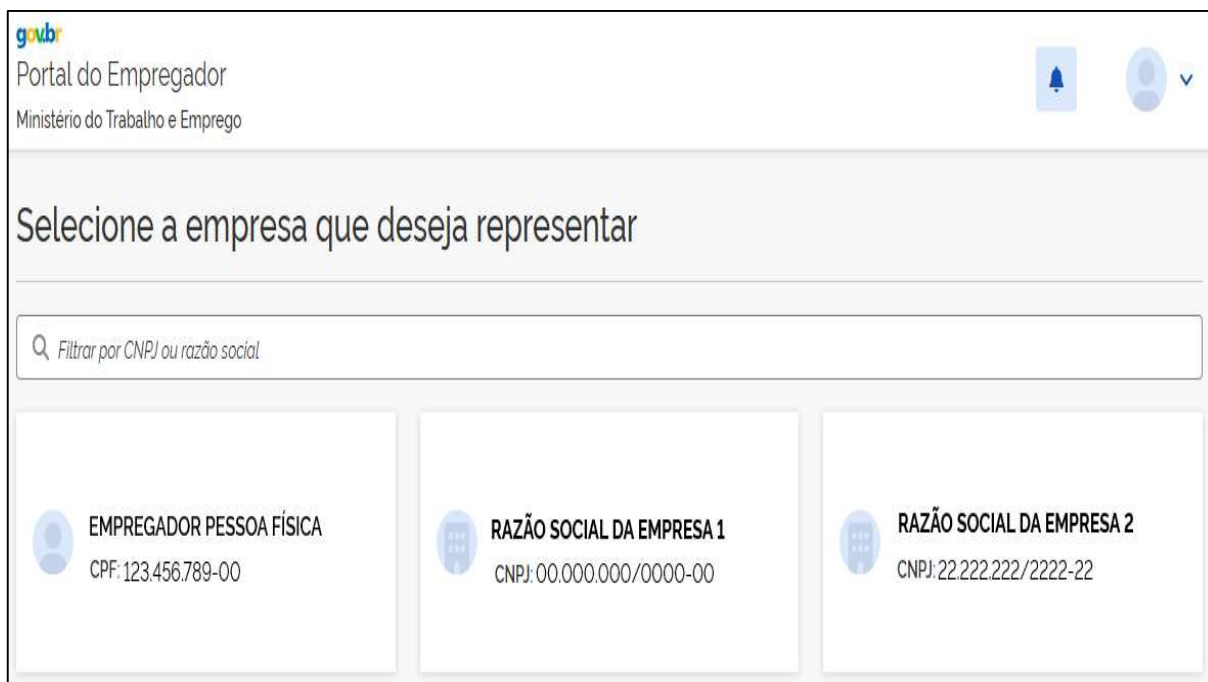 gov.br
Portal do Empregador
Ministério do Trabalho e Emprego
Selecione a empresa que deseja representar
Filtrar por CNPJ ou razão social
EMPREGADOR PESSOA FÍSICA
CPF: 123.456.789-00
RAZÃO SOCIAL DA EMPRESA 1
CNPJ: 00.000.000/0000-00
RAZÃO SOCIAL DA EMPRESA 2
CNPJ: 22.222.222/2222-22